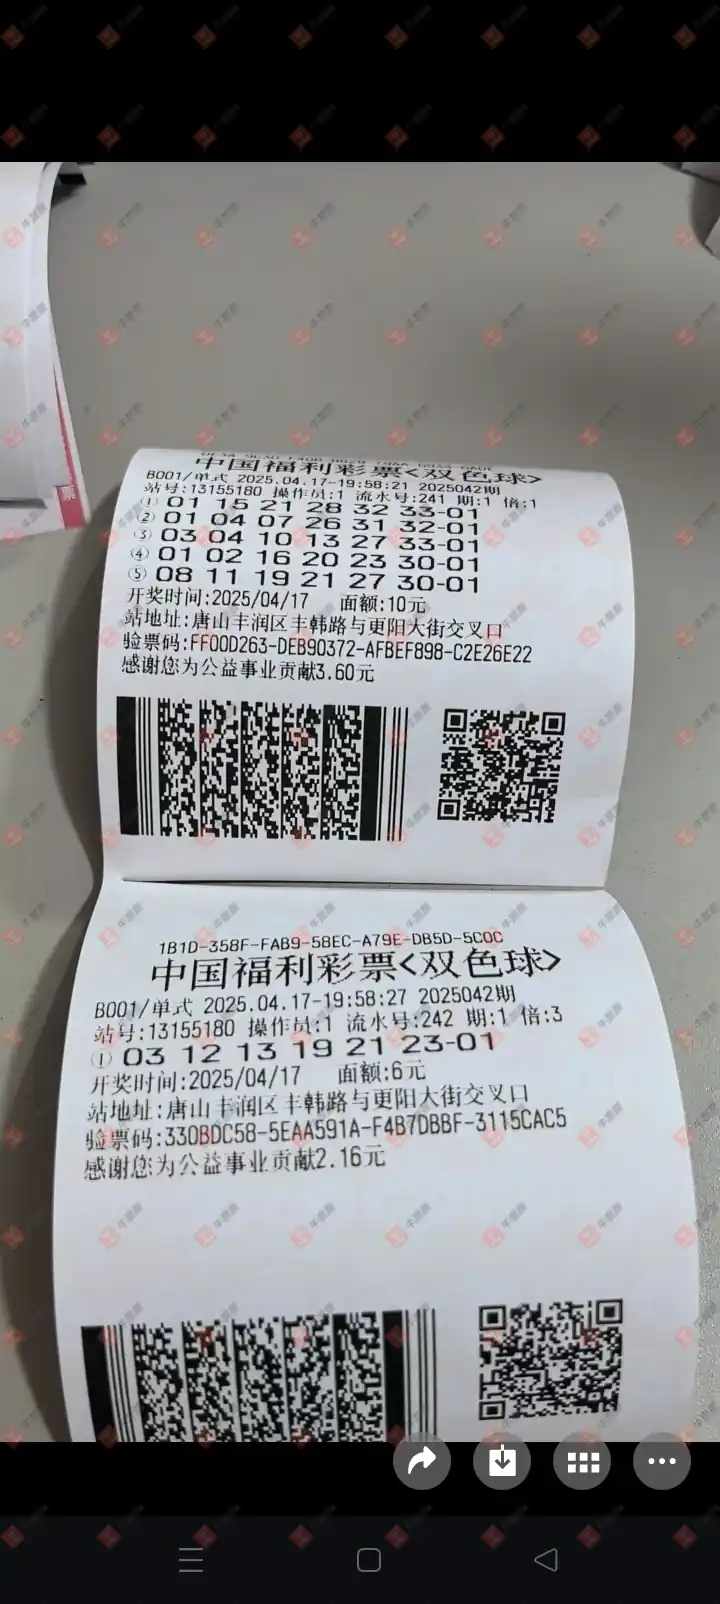 中国福利彩票<双色球>
B001/单式 2025.04.17-19:58:21 2025042期
站号:13155180 操作员:1 流水号:241 期:1 倍:1
① 01 15 21 28 32 33-01
② 01 04 07 26 31 32-01
③ 03 04 10 13 27 33-01
④ 01 02 16 20 23 30-01
⑤ 08 11 19 21 27 30-01
开奖时间:2025/04/17 面额:10元
站地址:唐山丰润区丰韩路与更阳大街交叉口
验票码:FF00D263-DEB90372-AFBEF898-C2E26E22
感谢您为公益事业贡献3.60元
1B1D-358F-FAB9-58EC-A79E-DB5D-5C0C
中国福利彩票<双色球>
B001/单式 2025.04.17-19:58:27 2025042期
站号:13155180 操作员:1 流水号:242 期:1 倍:3
① 03 12 13 19 21 23-01
开奖时间:2025/04/17 面额:6元
站地址:唐山丰润区丰韩路与更阳大街交叉口
验票码:330BDC58-5EAA591A-F4B7DBBF-3115CAC5
感谢您为公益事业贡献2.16元
票